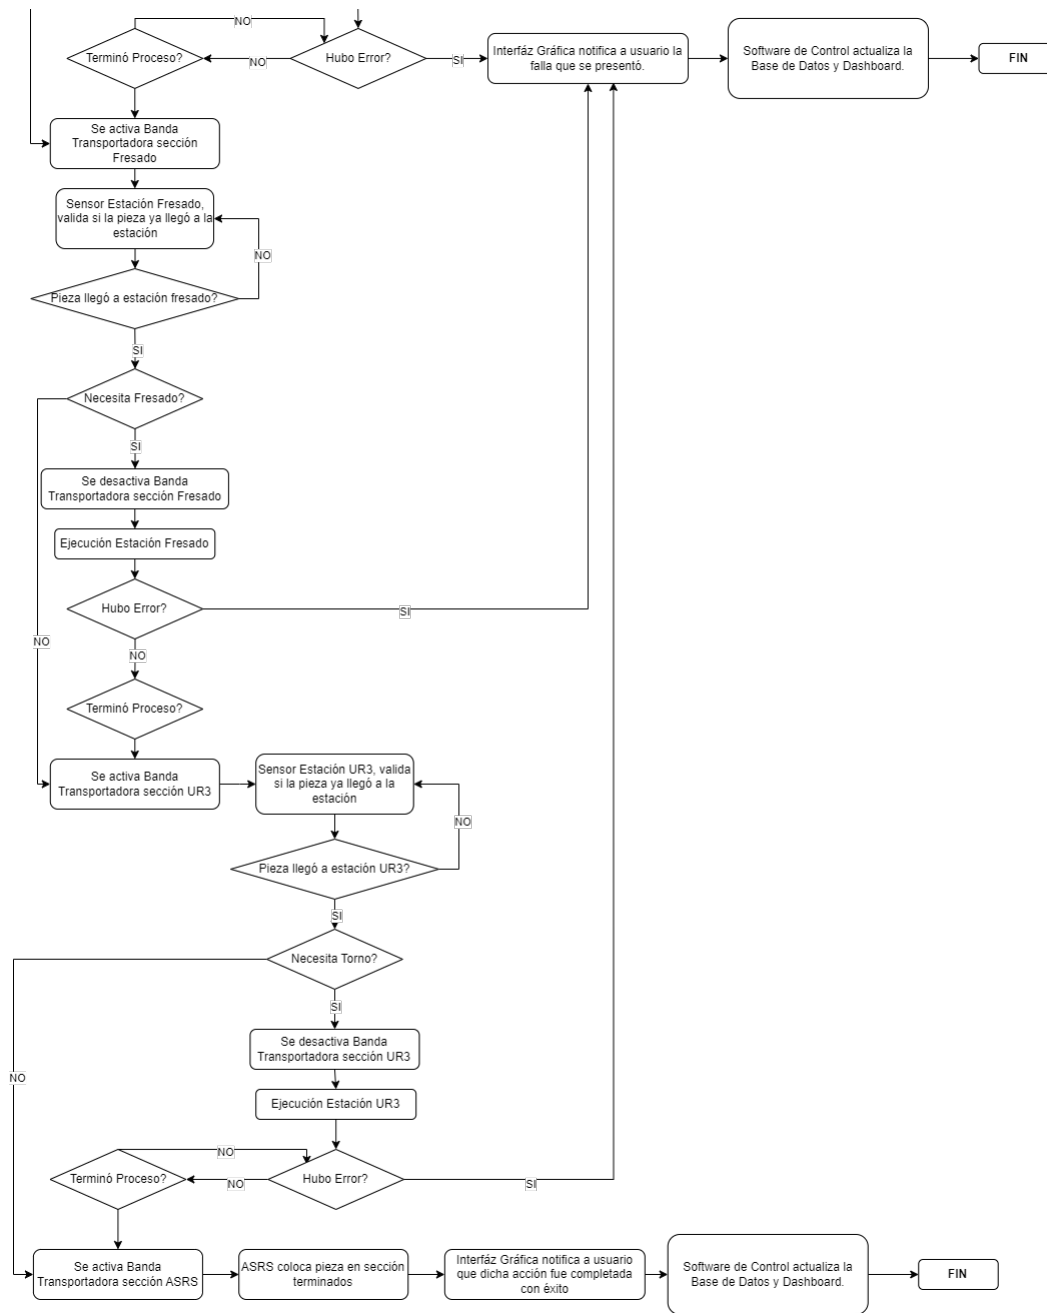 NO
Terminó Proceso?
NO
Hubo Error?
SI
Interfáz Gráfica notifica a usuario la
falla que se presentó.
Software de Control actualiza la
Base de Datos y Dashboard.
FIN
Se activa Banda
Transportadora sección
Fresado
Sensor Estación Fresado,
valida si la pieza ya llegó a la
estación
NO
Pieza llegó a estación fresado?
SI
Necesita Fresado?
SI
Se desactiva Banda
Transportadora sección Fresado
Ejecución Estación Fresado
Hubo Error?
SI
NO
NO
Terminó Proceso?
Se activa Banda
Transportadora sección UR3
Sensor Estación UR3, valida
si la pieza ya llegó a la
estación
NO
Pieza llegó a estación UR3?
SI
Necesita Torno?
SI
Se desactiva Banda
Transportadora sección UR3
NO
Ejecución Estación UR3
NO
Terminó Proceso?
NO
Hubo Error?
SI
Se activa Banda
Transportadora sección ASRS
ASRS coloca pieza en sección
terminados
Interfáz Gráfica notifica a usuario
que dicha acción fue completada
con éxito
Software de Control actualiza la
Base de Datos y Dashboard.
FIN